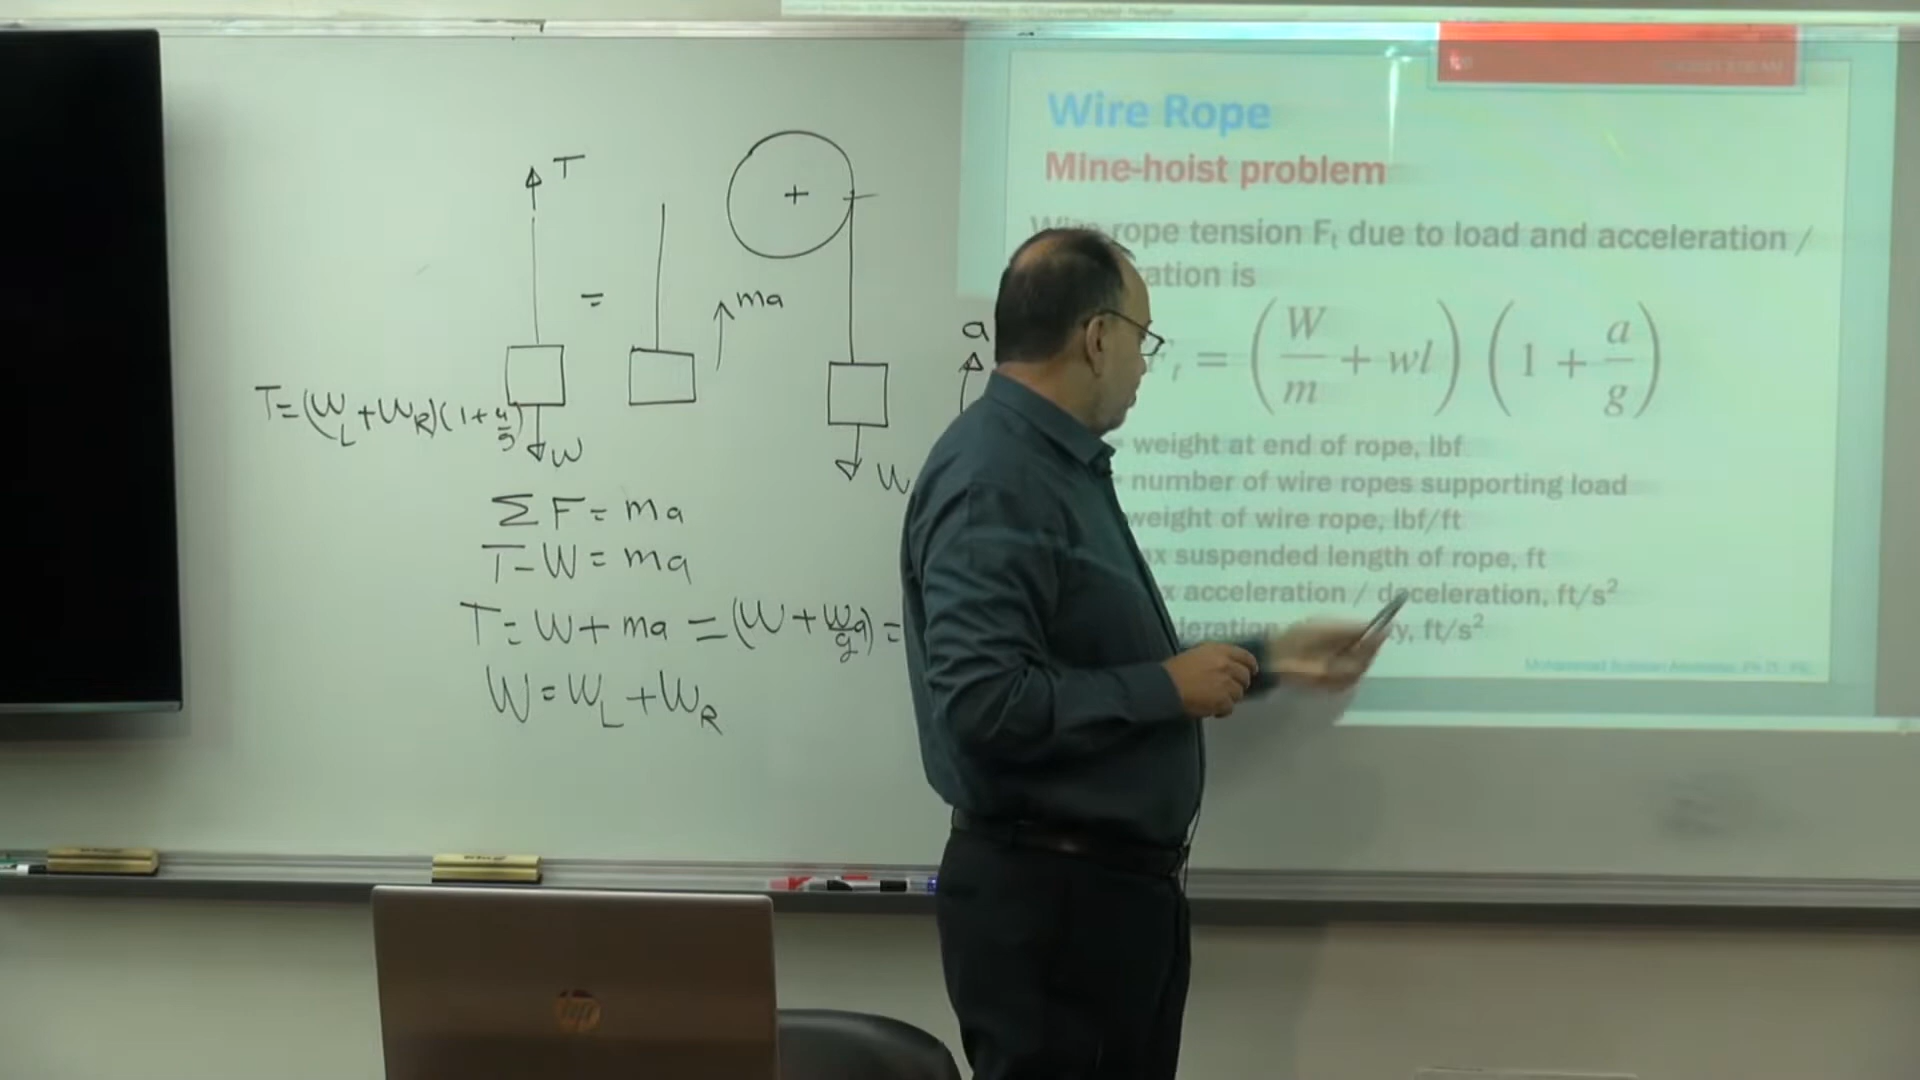 T
ma
a
T=(W_L+W_R)(1+a/g)
W
W
ΣF=ma
T-W=ma
T=W+ma=(W+W/g a)=
W=W_L+W_R
hp
Wire Rope
Mine-hoist problem
Wire rope tension Fₜ due to load and acceleration /
ation is
ₜ = (W/m + wl) (1 + a/g)
= weight at end of rope, lbf
= number of wire ropes supporting load
weight of wire rope, lbf/ft
suspended length of rope, ft
acceleration / deceleration, ft/s²
ft/s²